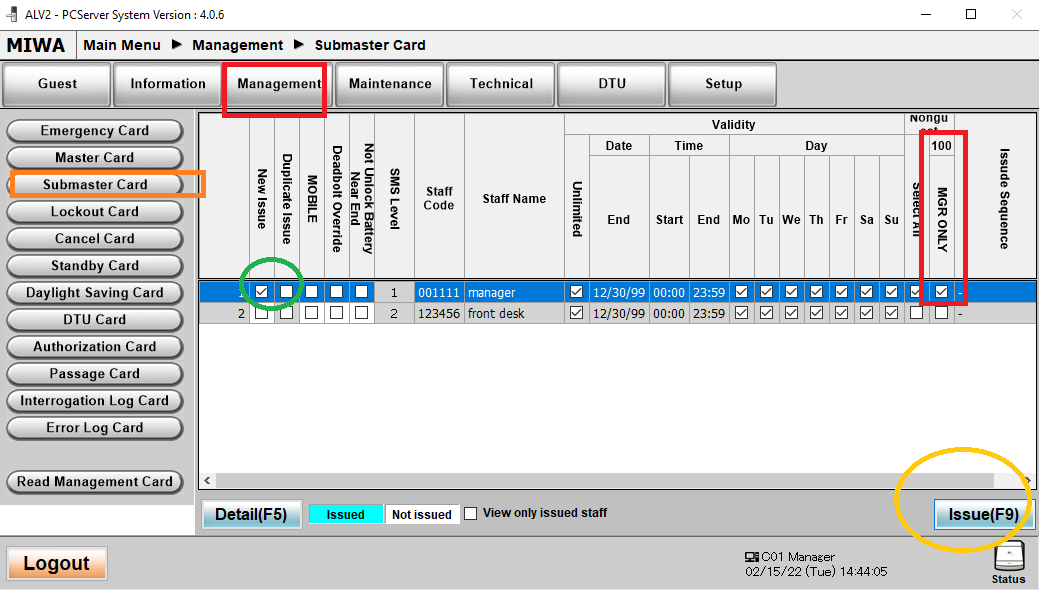 ALV2 - PCServer System Version : 4.0.6
MIWA Main Menu ▶ Management ▶ Submaster Card
Guest Information Management Maintenance Technical DTU Setup
Emergency Card
Master Card
Submaster Card
Lockout Card
Cancel Card
Standby Card
Daylight Saving Card
DTU Card
Authorization Card
Passage Card
Interrogation Log Card
Error Log Card
Read Management Card
New Issue
Duplicate Issue
MOBILE
Deadbolt Override
Not Unlock Battery
Near End
SMS Level
Staff
Code
Staff Name
Validity
Unlimited
Date Time Day
End Start End Mo Tu We Th Fr Sa Su
Nongu
Select All
100
MGR ONLY
Issude Sequence
1 1 001111 manager 12/30/99 00:00 23:59 -
2 2 123456 front desk 12/30/99 00:00 23:59 -
Detail(F5) Issued Not issued View only issued staff Issue(F9)
Logout
C01 Manager
02/15/22 (Tue) 14:44:05
Status